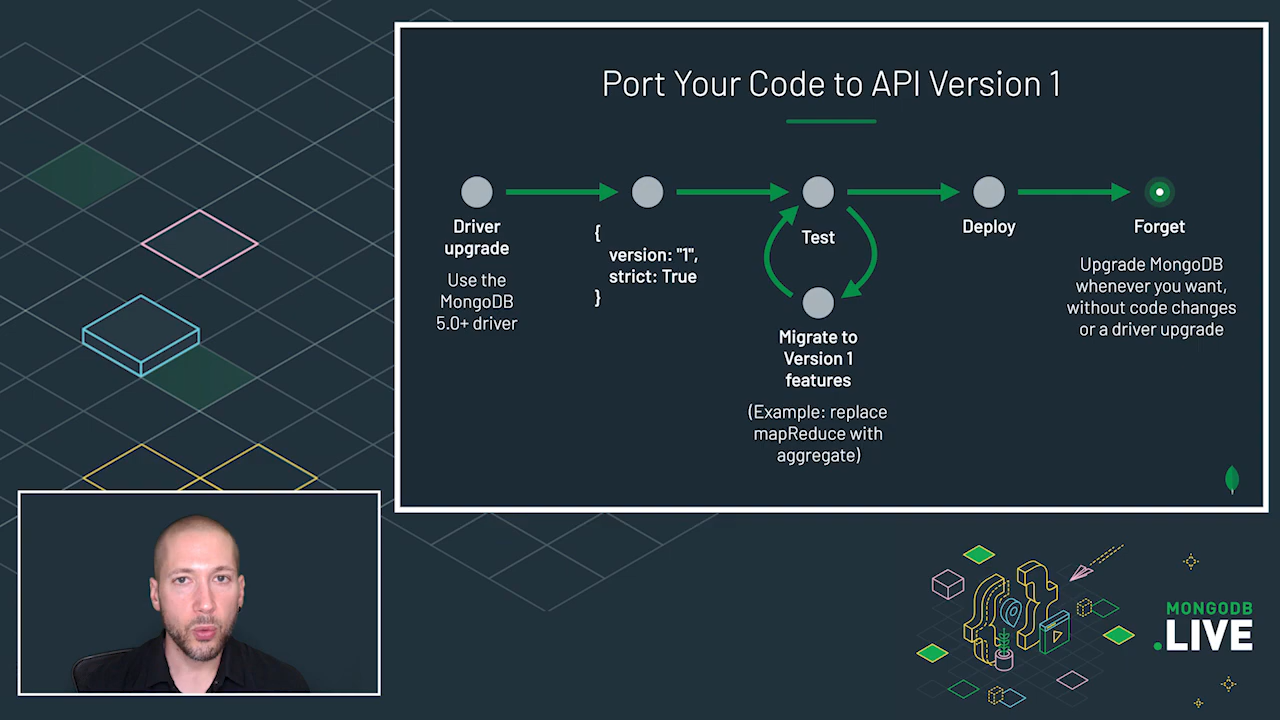 Port Your Code to API Version 1
Driver
upgrade
Use the
MongoDB
5.0+ driver
{
version: "1",
strict: True
}
Test
Migrate to
Version 1
features
(Example: replace
mapReduce with
aggregate)
Deploy
Forget
Upgrade MongoDB
whenever you want,
without code changes
or a driver upgrade
MONGODB
.LIVE